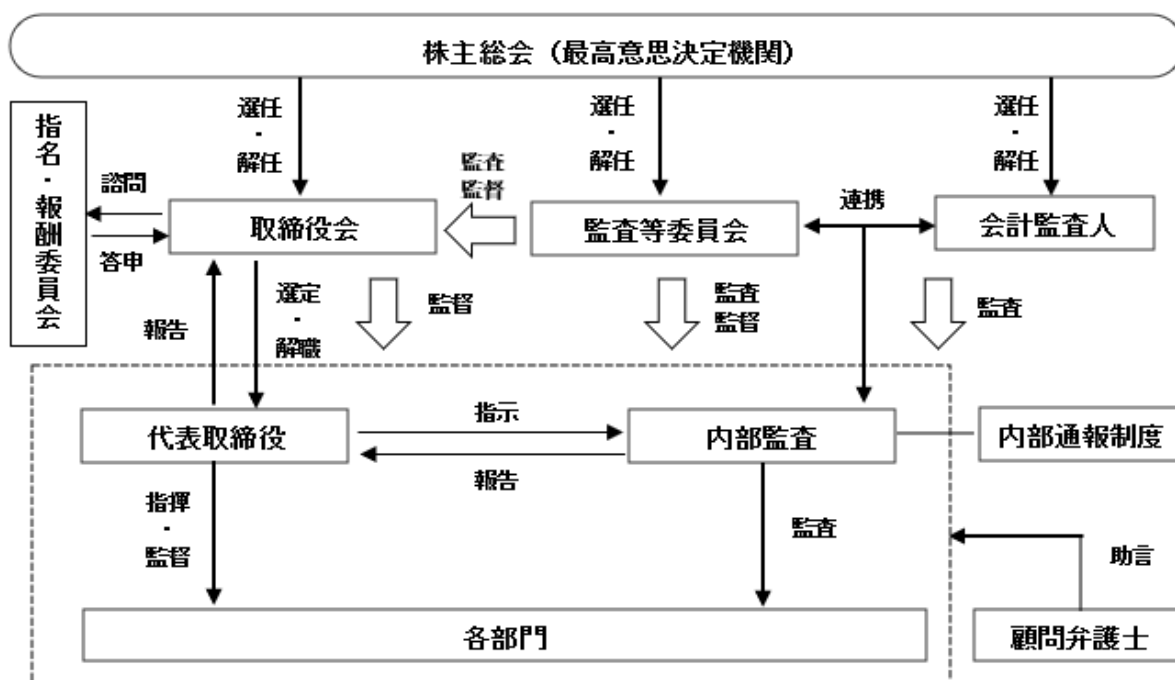 株主総会（最高意思決定機関）
選任・解任
選任・解任
選任・解任
指名・報酬委員会
諮問
答申
取締役会
監査
監督
監査等委員会
連携
会計監査人
報告
選定・解職
監督
監査
監督
監査
代表取締役
指示
報告
内部監査
内部通報制度
指揮・監督
監査
助言
各部門
顧問弁護士